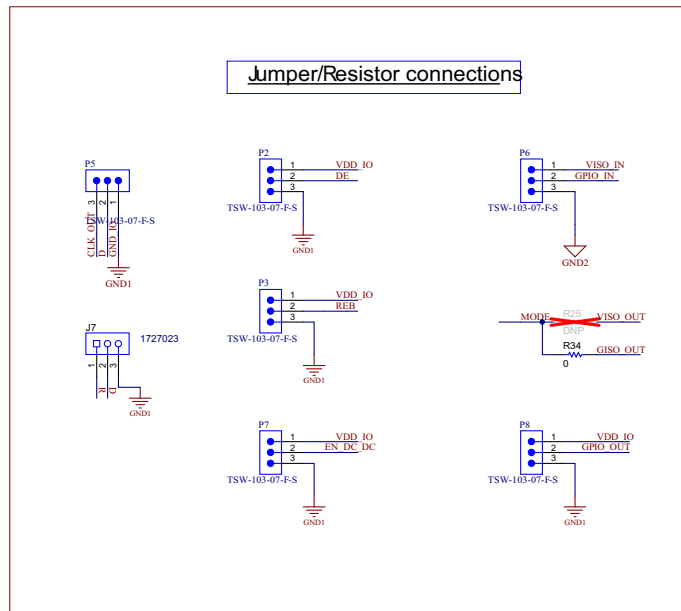 Jumper/Resistor connections
P5
3
2
1
TSW-103-07-F-S
CLK_OUT
D
GND_IO
GND1
P2
1
VDD_IO
2
DE
3
TSW-103-07-F-S
GND1
P6
1
VISO_IN
2
GPIO_IN
3
TSW-103-07-F-S
GND2
P3
1
VDD_IO
2
REB
3
TSW-103-07-F-S
GND1
MODE
R25
VISO_OUT
DNP
R34
GISO_OUT
0
J7
1727023
1
2
3
R
D
GND1
P7
1
VDD_IO
2
EN_DC_DC
3
TSW-103-07-F-S
GND1
P8
1
VDD_IO
2
GPIO_OUT
3
TSW-103-07-F-S
GND1